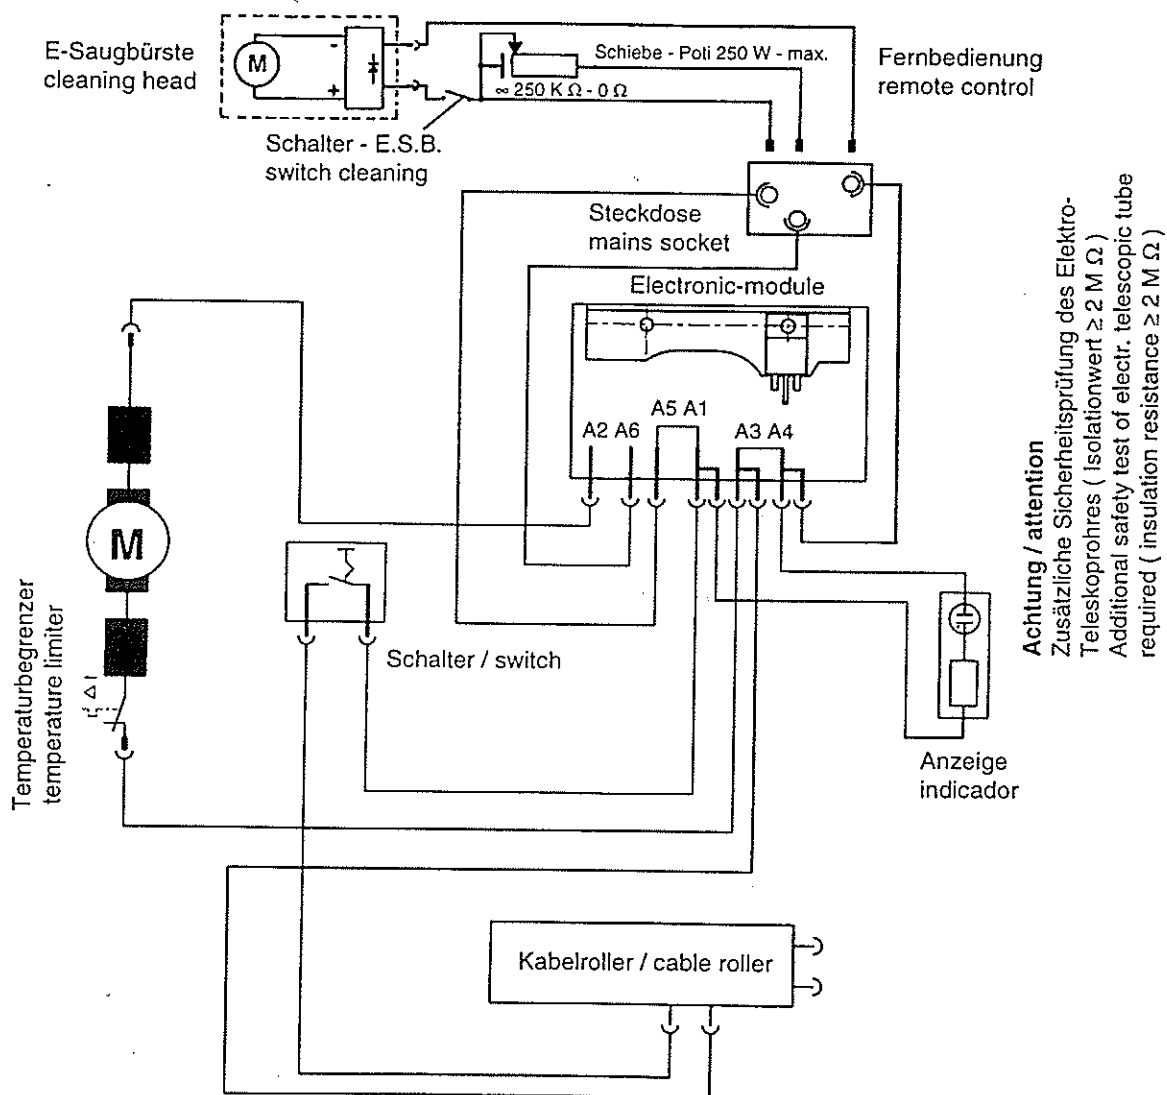 E-Saugbürste
cleaning head
M
-
+
Schiebe - Poli 250 W - max.
∞ 250 K Ω - 0 Ω
Fernbedienung
remote control
Schalter - E.S.B.
switch cleaning
Steckdose
mains socket
Electronic-module
A2 A6 A5 A1 A3 A4
M
Δ t
Temperaturbegrenzer
temperature limiter
Schalter / switch
Anzeige
indicador
Kabelroller / cable roller
Achtung / attention
Zusätzliche Sicherheitsprüfung des Elektro-
Teleskoprohres ( Isolationwert ≥ 2 M Ω )
Additional safety test of electr. telescopic tube
required ( insulation resistance ≥ 2 M Ω )